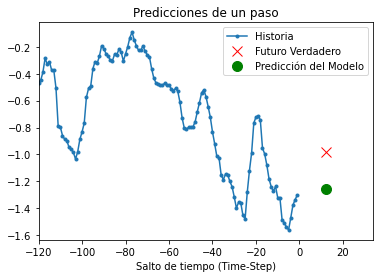 Predicciones de un paso
Historia
Futuro Verdadero
Predicción del Modelo
−0.2
−0.4
−0.6
−0.8
−1.0
−1.2
−1.4
−1.6
−120 −100 −80 −60 −40 −20 0 20
Salto de tiempo (Time-Step)